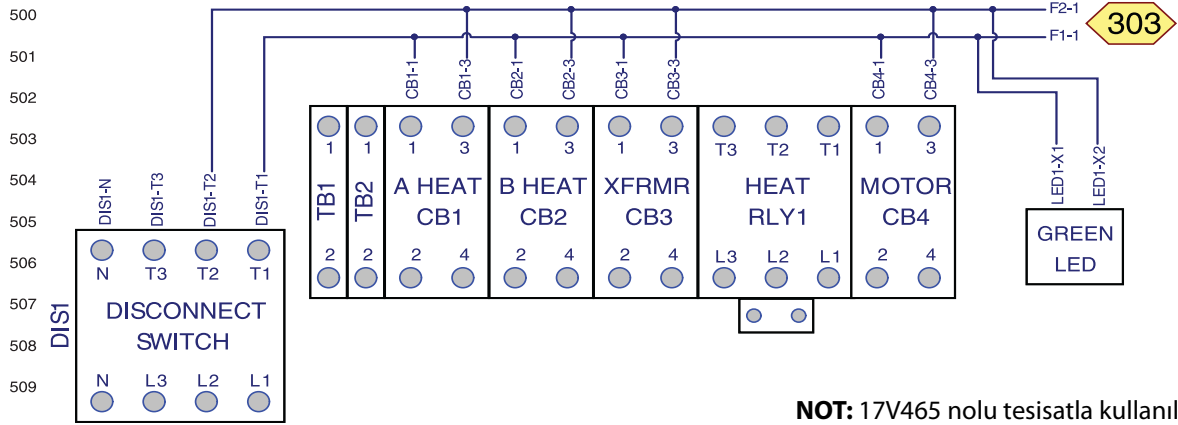 500
F2-1
303
F1-1
501
CB1-1
CB1-3
CB2-1
CB2-3
CB3-1
CB3-3
CB4-1
CB4-3
502
503
1 1 1 3 1 3 1 3 T3 T2 T1 1 3
504
DIS1-N
DIS1-T3
DIS1-T2
DIS1-T1
TB1
TB2
A HEAT
CB1
B HEAT
CB2
XFRMR
CB3
HEAT
RLY1
MOTOR
CB4
LED1-X1
LED1-X2
505
GREEN
LED
2 2 2 4 2 4 2 4 L3 L2 L1 2 4
506
N T3 T2 T1
507
DIS1
DISCONNECT
SWITCH
508
509
N L3 L2 L1
NOT: 17V465 nolu tesisatla kullanıl